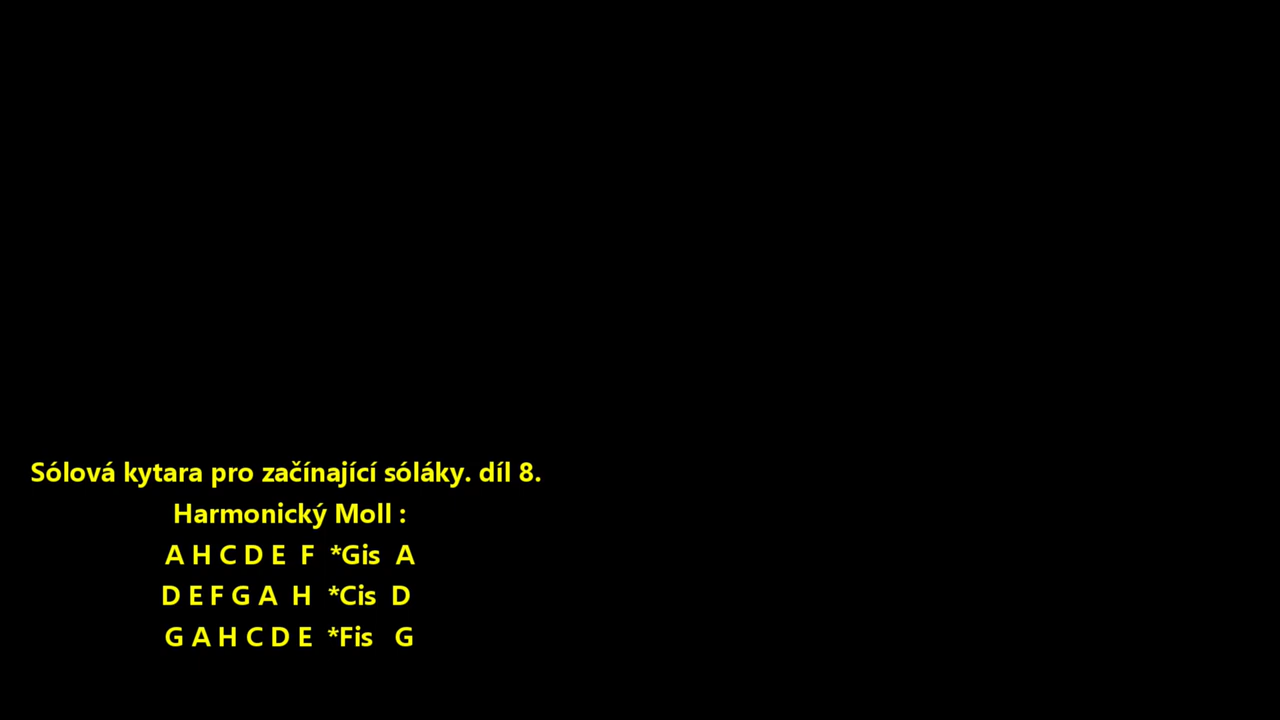 Sólová kytara pro začínající sóláky. díl 8.
Harmonický Moll :
A H C D E F *Gis A
D E F G A H *Cis D
G A H C D E *Fis G